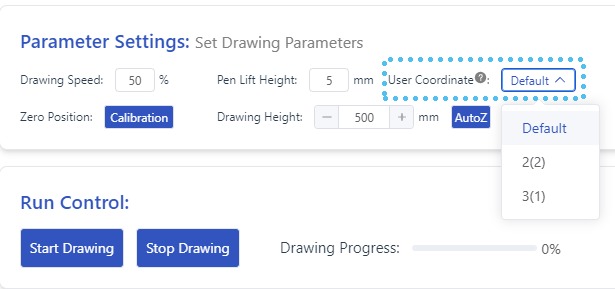 Parameter Settings: Set Drawing Parameters
Drawing Speed: 50 % Pen Lift Height: 5 mm User Coordinate?: Default
Zero Position: Calibration Drawing Height: − 500 + mm AutoZ
Default
2(2)
3(1)
Run Control:
Start Drawing Stop Drawing Drawing Progress: 0%